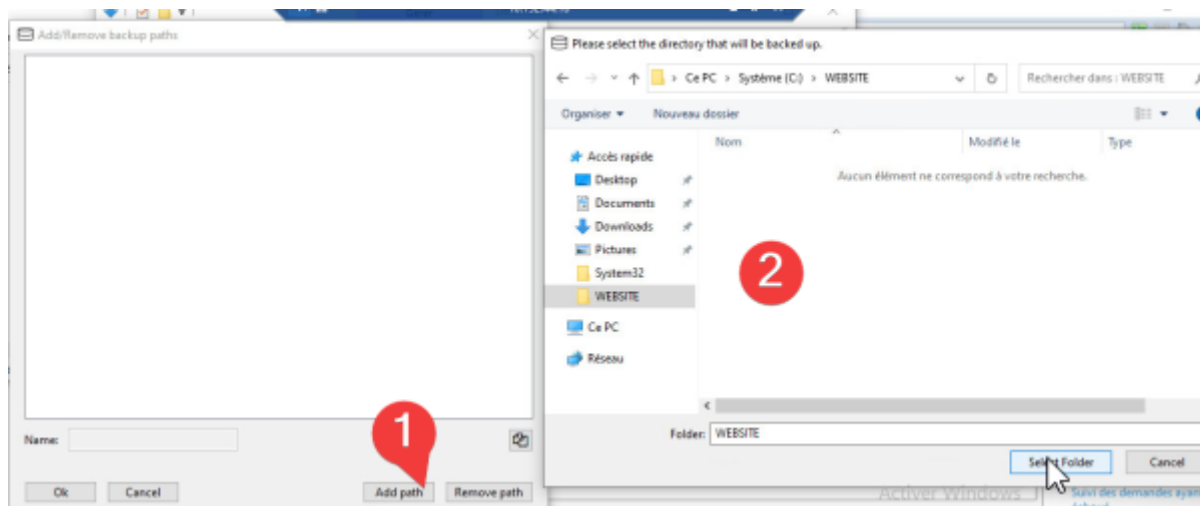 Add/Remove backup paths
Name:
1
Ok
Cancel
Add path
Remove path
Please select the directory that will be backed up.
Ce PC > Système (C:) > WEBSITE
Rechercher dans : WEBSITE
Organiser
Nouveau dossier
Nom
Modifié le
Type
Accès rapide
Aucun élément ne correspond à votre recherche.
Desktop
Documents
Downloads
Pictures
System32
WEBSITE
2
Ce PC
Réseau
Folder: WEBSITE
Select Folder
Cancel
Activer Windows
Suivi des demandes ayan